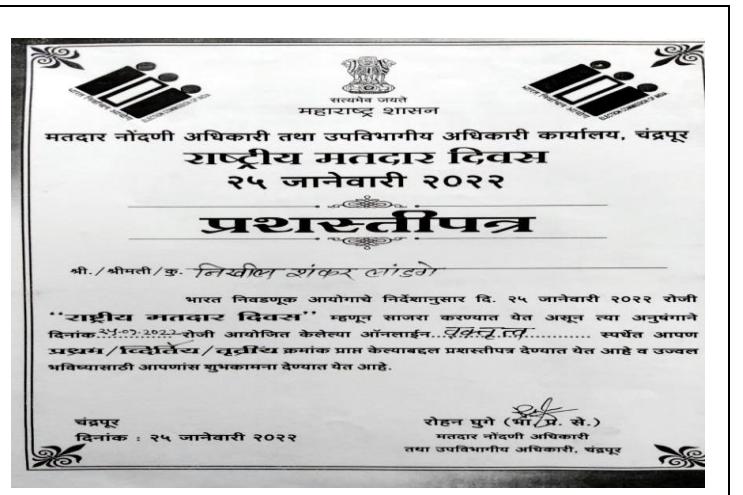 सत्यमेव जयते
महाराष्ट्र शासन
मतदार नोंदणी अधिकारी तथा उपविभागीय अधिकारी कार्यालय, चंद्रपूर
राष्ट्रीय मतदार दिवस
२५ जानेवारी २०२२
प्रशस्तीपत्र
श्री./श्रीमती/कु. निखील शंकर लांडगे
भारत निवडणूक आयोगाचे निर्देशानुसार दि. २५ जानेवारी २०२२ रोजी
"राष्ट्रीय मतदार दिवस" म्हणून साजरा करण्यात येत असून त्या अनुषंगाने
दिनांक रोजी आयोजित केलेल्या ऑनलाईन वक्तृत्व स्पर्धेत आपण
प्रथम/व्दितिय/तृतीय क्रमांक प्राप्त केल्याबद्दल प्रशस्तीपत्र देण्यात येत आहे व उज्वल
भविष्यासाठी आपणांस शुभकामना देण्यात येत आहे.
चंद्रपूर
दिनांक : २५ जानेवारी २०२२
रोहन घुगे (भा. प्र. से.)
मतदार नोंदणी अधिकारी
तथा उपविभागीय अधिकारी, चंद्रपूर